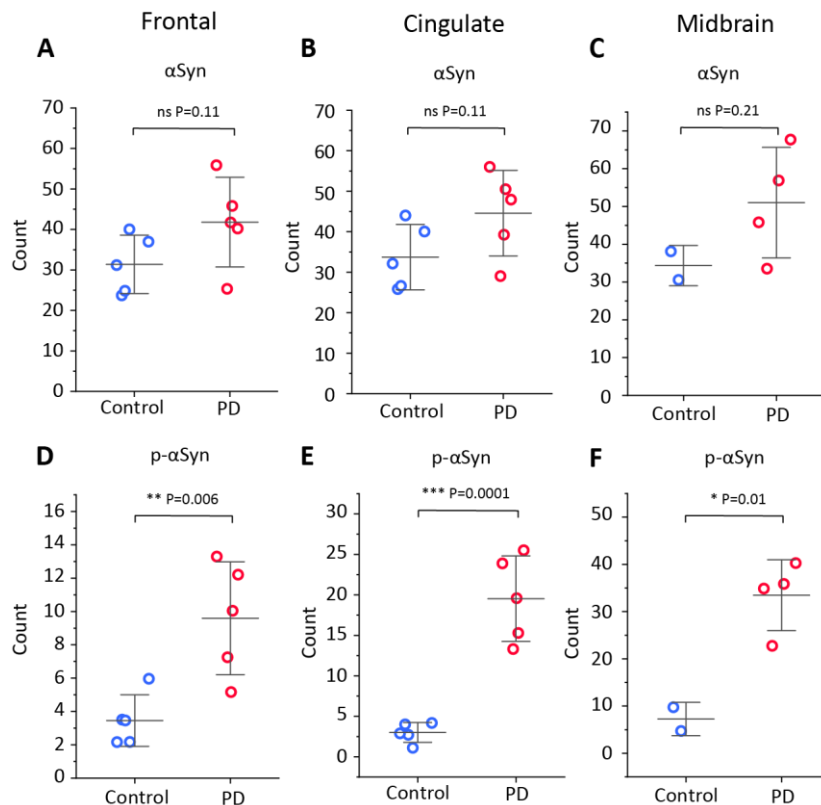 Frontal
Cingulate
Midbrain
A
αSyn
ns P=0.11
Count
70
60
50
40
30
20
10
0
Control
PD
B
αSyn
ns P=0.11
Count
70
60
50
40
30
20
10
0
Control
PD
C
αSyn
ns P=0.21
Count
70
60
50
40
30
20
10
0
Control
PD
D
p-αSyn
** P=0.006
Count
16
14
12
10
8
6
4
2
0
Control
PD
E
p-αSyn
*** P=0.0001
Count
30
25
20
15
10
5
0
Control
PD
F
p-αSyn
* P=0.01
Count
50
40
30
20
10
0
Control
PD